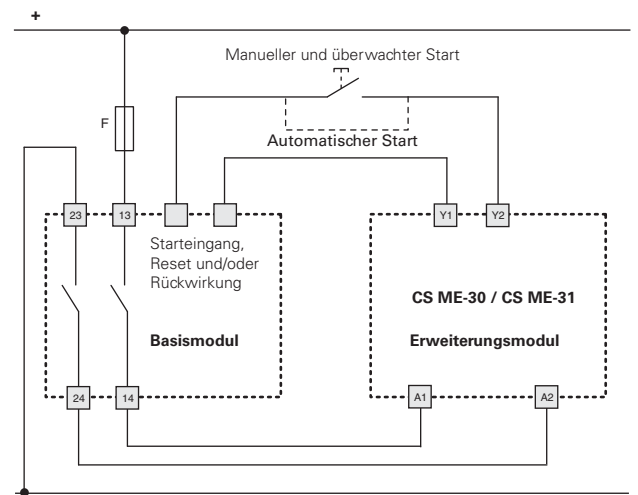 +
Manueller und überwachter Start
F
Automatischer Start
23
13
Y1
Y2
Starteingang,
Reset und/oder
Rückwirkung
CS ME-30 / CS ME-31
Basismodul
Erweiterungsmodul
24
14
A1
A2